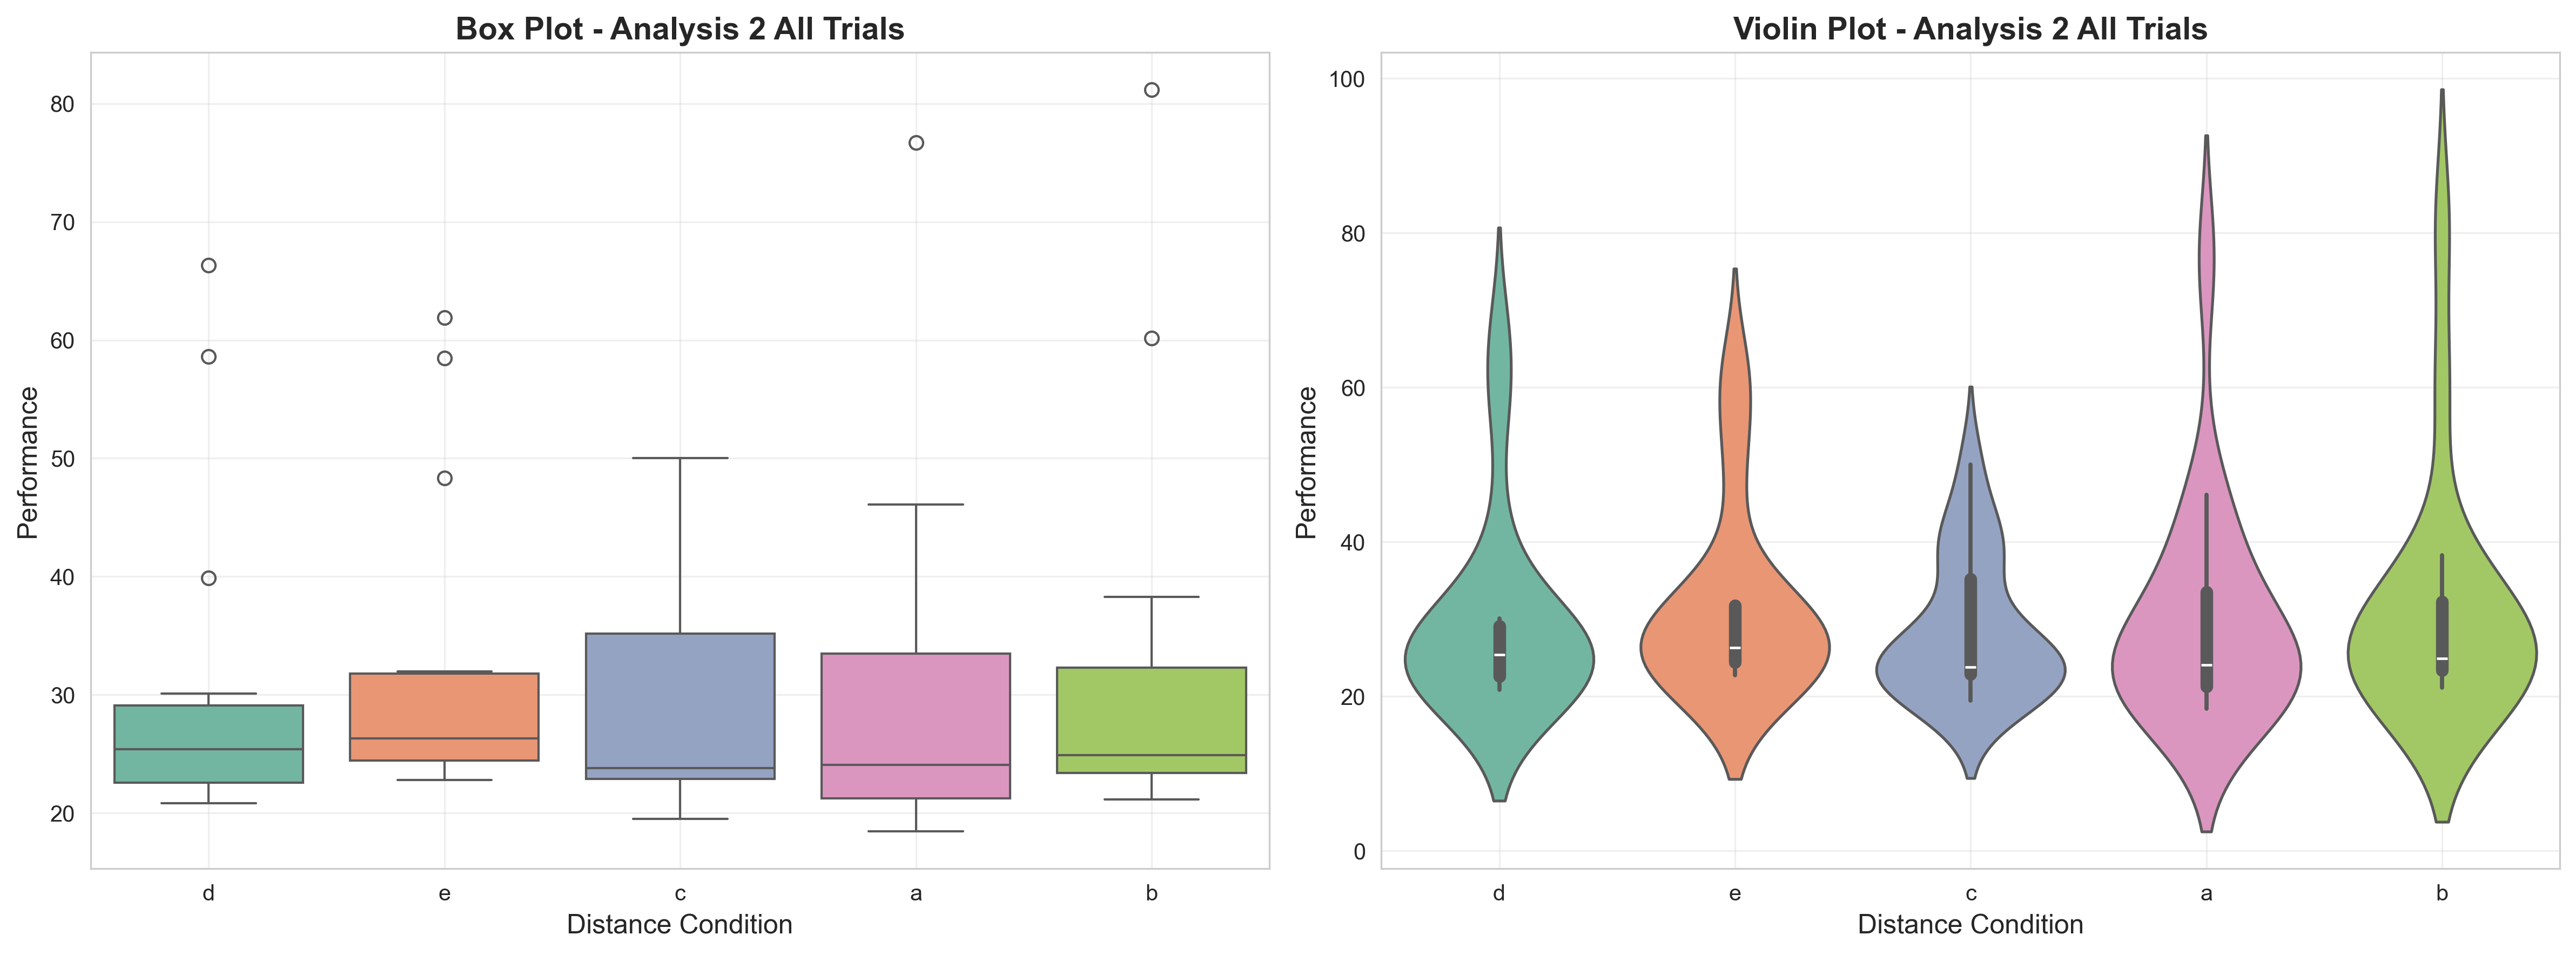 Box Plot - Analysis 2 All Trials
80
70
60
50
40
30
20
Performance
d e c a b
Distance Condition
Violin Plot - Analysis 2 All Trials
100
80
60
40
20
0
Performance
d e c a b
Distance Condition